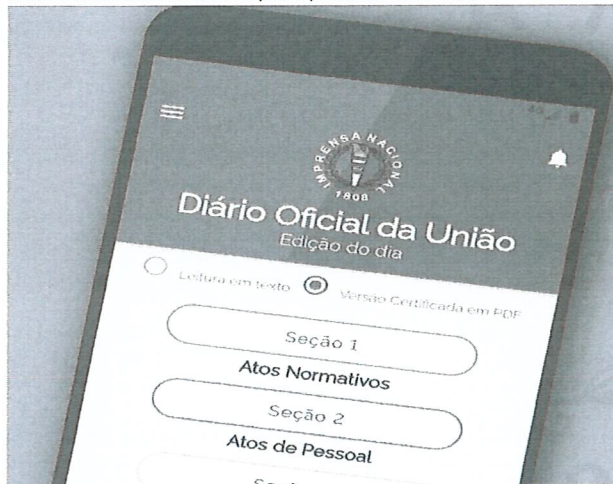 IMPRENSA NACIONAL
1808
Diário Oficial da União
Edição do dia
Leitura em texto Versão Certificada em PDF
Seção 1
Atos Normativos
Seção 2
Atos de Pessoal